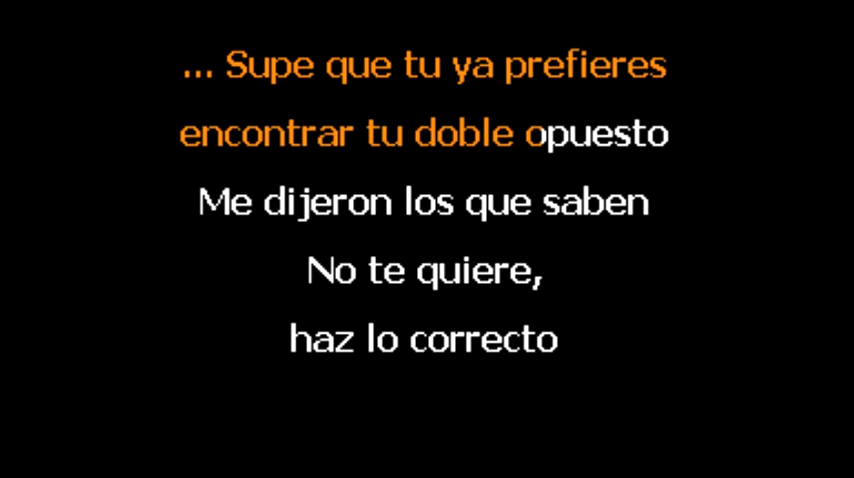 ... Supe que tu ya prefieres
encontrar tu doble opuesto
Me dijeron los que saben
No te quiere,
haz lo correcto